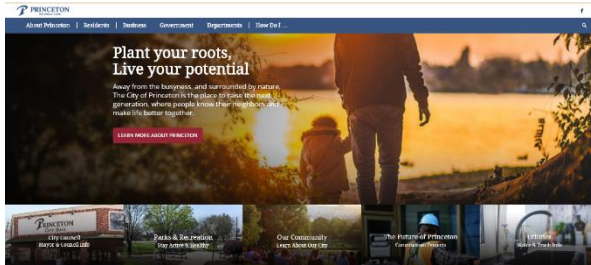 PRINCETON
About Princeton | Residents | Business Government Departments | How Do I ...
Plant your roots,
Live your potential
Away from the busyness, and surrounded by nature,
The City of Princeton is the place to raise the next
generation, where people know their neighbors and
make life better together.
LEARN MORE ABOUT PRINCETON
PRINCETON
CITY HALL
City Council
Mayor & Council Info
Parks & Recreation
Stay Active & Healthy
Our Community
Learn About Our City
The Future of Princeton
Construction Projects
Utilities
Water & Trash Info